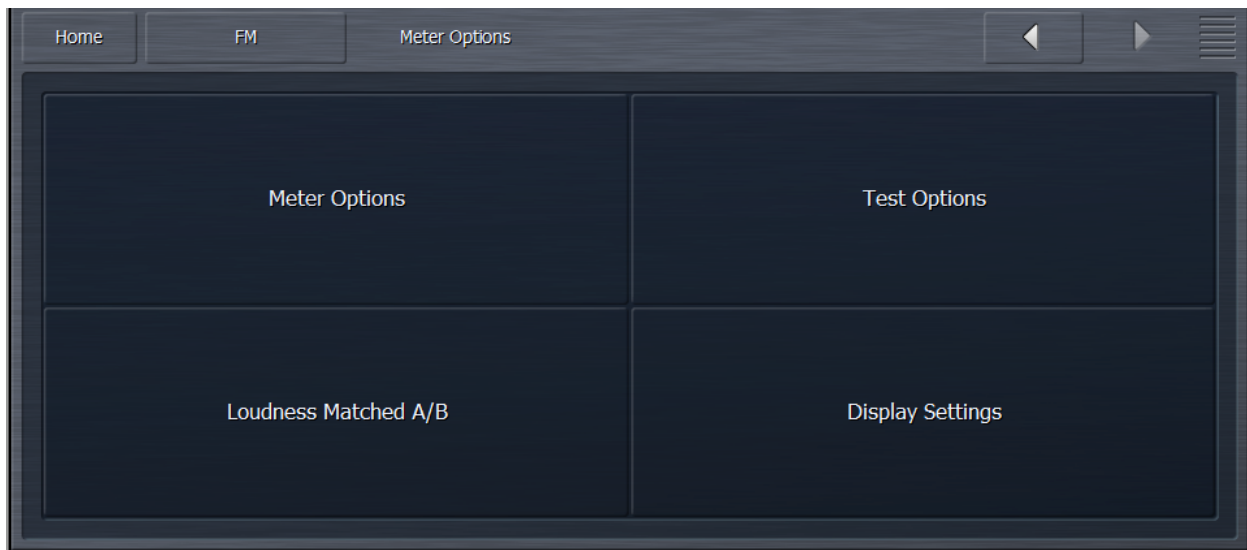 Home FM Meter Options
Meter Options Test Options
Loudness Matched A/B Display Settings